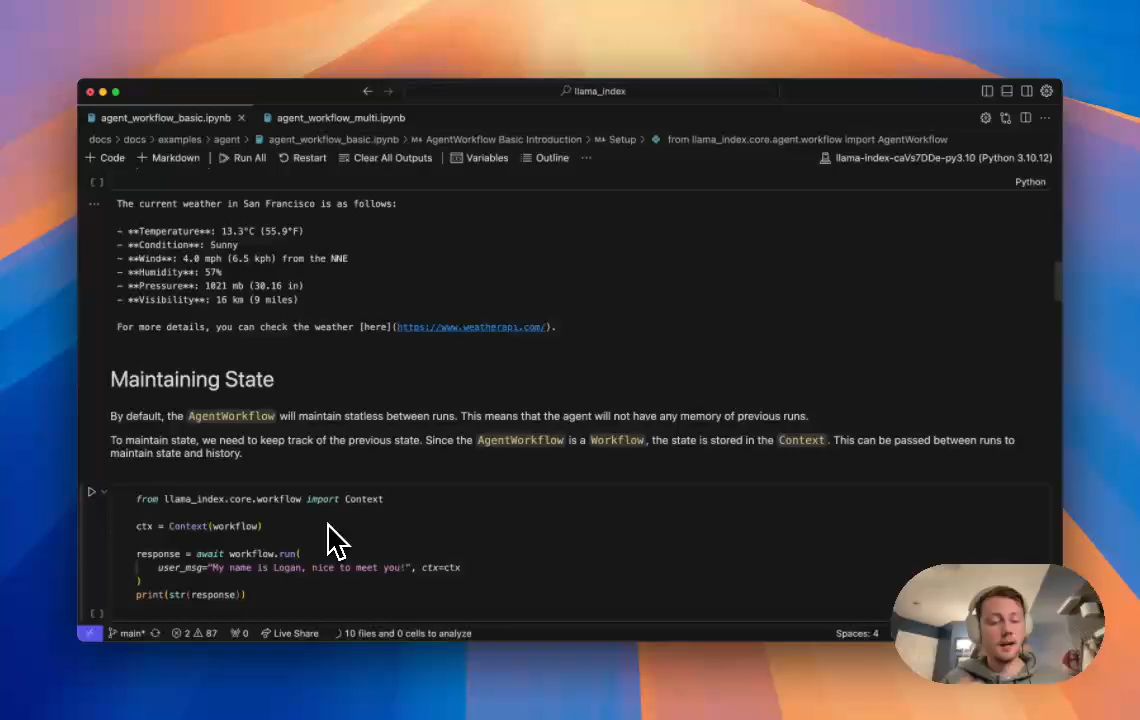 llama_index
agent_workflow_basic.ipynb
agent_workflow_multi.ipynb
docs > docs > examples > agent > agent_workflow_basic.ipynb > M↓ AgentWorkflow Basic Introduction > M↓ Setup > from llama_index.core.agent.workflow import AgentWorkflow
+ Code + Markdown Run All Restart Clear All Outputs Variables Outline ··· llama-index-caVs7DDe-py3.10 (Python 3.10.12)
[ ] Python
··· The current weather in San Francisco is as follows:
- **Temperature**: 13.3°C (55.9°F)
- **Condition**: Sunny
- **Wind**: 4.0 mph (6.5 kph) from the NNE
- **Humidity**: 57%
- **Pressure**: 1021 mb (30.16 in)
- **Visibility**: 16 km (9 miles)
For more details, you can check the weather [here](https://www.weatherapi.com/).
Maintaining State
By default, the AgentWorkflow will maintain statless between runs. This means that the agent will not have any memory of previous runs.
To maintain state, we need to keep track of the previous state. Since the AgentWorkflow is a Workflow, the state is stored in the Context. This can be passed between runs to
maintain state and history.
from llama_index.core.workflow import Context
ctx = Context(workflow)
response = await workflow.run(
user_msg="My name is Logan, nice to meet you!", ctx=ctx
)
print(str(response))
[ ]
main* 2 87 0 Live Share 10 files and 0 cells to analyze Spaces: 4